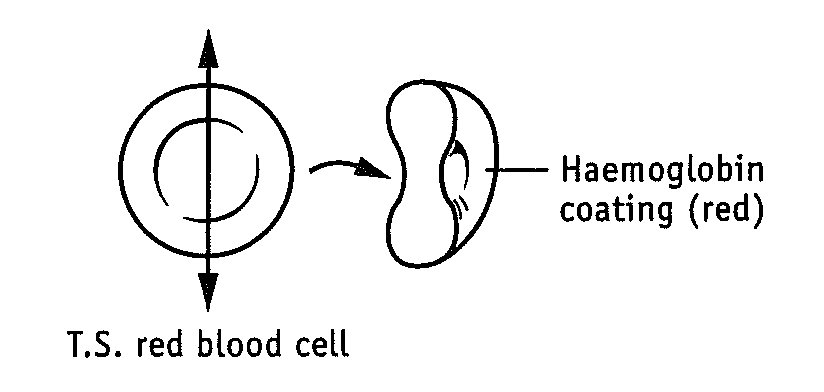 Haemoglobin
coating (red)
T.S. red blood cell